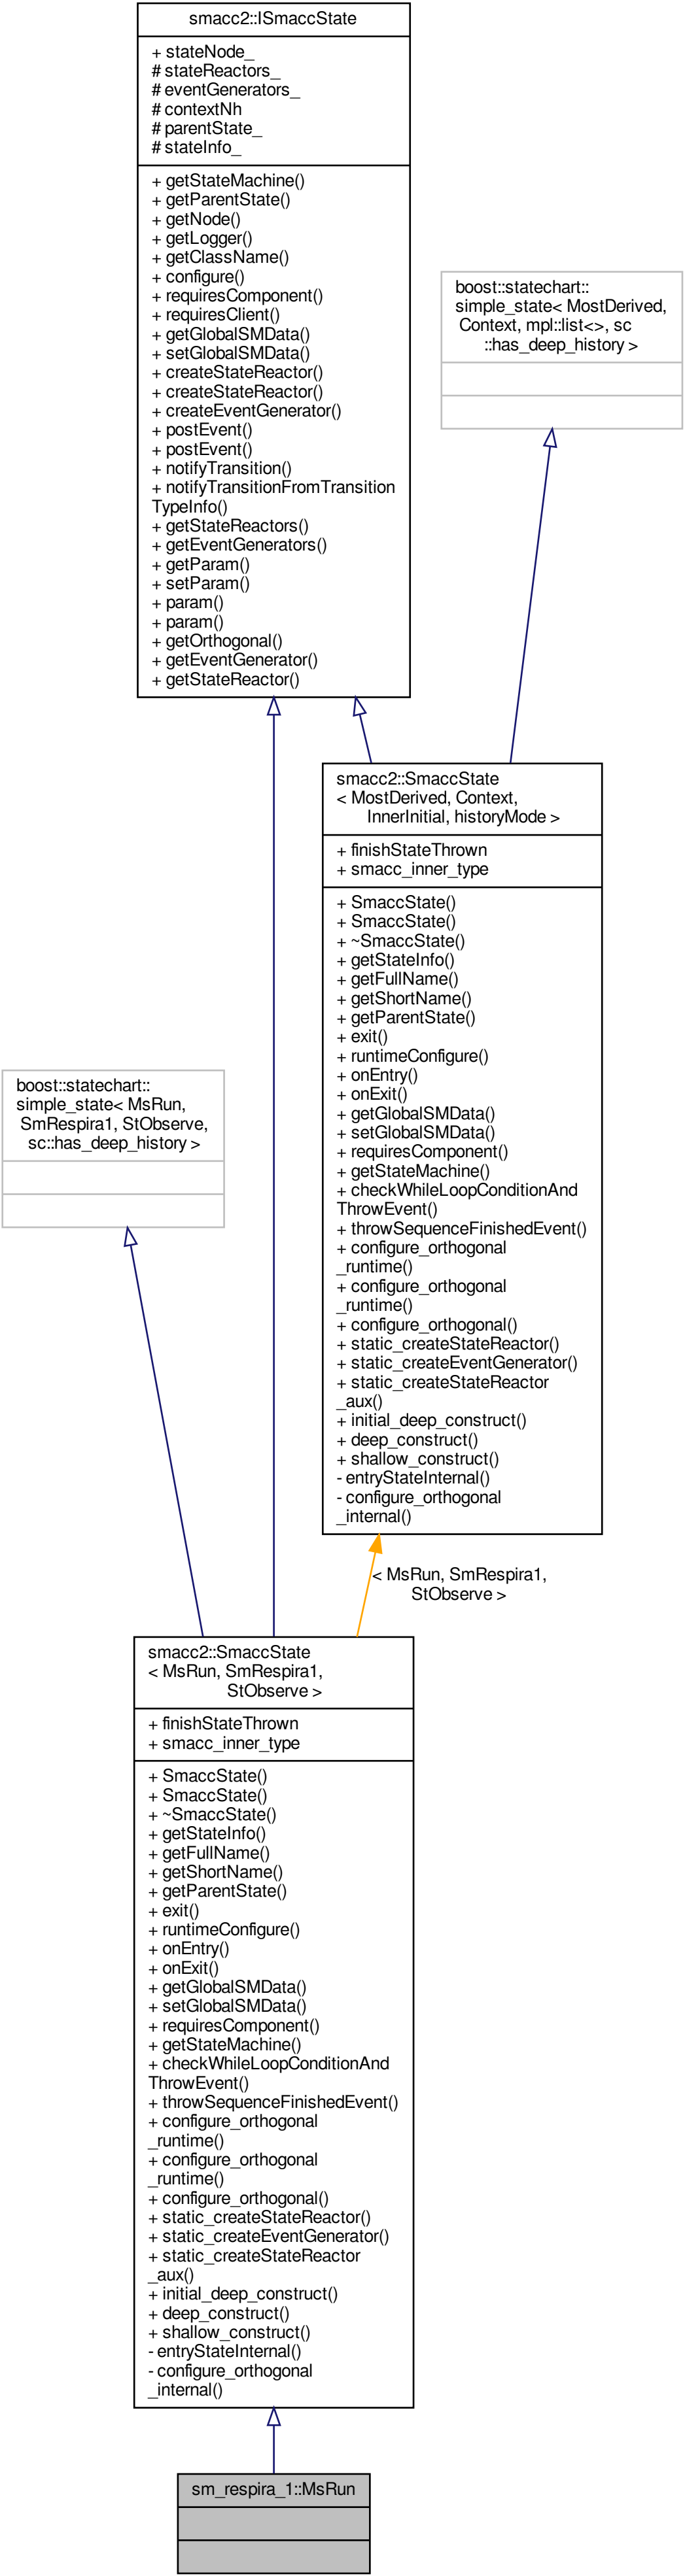 smacc2::ISmaccState
+ stateNode_
# stateReactors_
# eventGenerators_
# contextNh
# parentState_
# stateInfo_
+ getStateMachine()
+ getParentState()
+ getNode()
+ getLogger()
+ getClassName()
+ configure()
+ requiresComponent()
+ requiresClient()
+ getGlobalSMData()
+ setGlobalSMData()
+ createStateReactor()
+ createStateReactor()
+ createEventGenerator()
+ postEvent()
+ postEvent()
+ notifyTransition()
+ notifyTransitionFromTransition
TypeInfo()
+ getStateReactors()
+ getEventGenerators()
+ getParam()
+ setParam()
+ param()
+ param()
+ getOrthogonal()
+ getEventGenerator()
+ getStateReactor()
boost::statechart::
simple_state< MostDerived,
Context, mpl::list<>, sc
::has_deep_history >
smacc2::SmaccState
< MostDerived, Context,
InnerInitial, historyMode >
+ finishStateThrown
+ smacc_inner_type
+ SmaccState()
+ SmaccState()
+ ~SmaccState()
+ getStateInfo()
+ getFullName()
+ getShortName()
+ getParentState()
+ exit()
+ runtimeConfigure()
+ onEntry()
+ onExit()
+ getGlobalSMData()
+ setGlobalSMData()
+ requiresComponent()
+ getStateMachine()
+ checkWhileLoopConditionAnd
ThrowEvent()
+ throwSequenceFinishedEvent()
+ configure_orthogonal
_runtime()
+ configure_orthogonal
_runtime()
+ configure_orthogonal()
+ static_createStateReactor()
+ static_createEventGenerator()
+ static_createStateReactor
_aux()
+ initial_deep_construct()
+ deep_construct()
+ shallow_construct()
- entryStateInternal()
- configure_orthogonal
_internal()
boost::statechart::
simple_state< MsRun,
SmRespira1, StObserve,
sc::has_deep_history >
< MsRun, SmRespira1,
StObserve >
smacc2::SmaccState
< MsRun, SmRespira1,
StObserve >
+ finishStateThrown
+ smacc_inner_type
+ SmaccState()
+ SmaccState()
+ ~SmaccState()
+ getStateInfo()
+ getFullName()
+ getShortName()
+ getParentState()
+ exit()
+ runtimeConfigure()
+ onEntry()
+ onExit()
+ getGlobalSMData()
+ setGlobalSMData()
+ requiresComponent()
+ getStateMachine()
+ checkWhileLoopConditionAnd
ThrowEvent()
+ throwSequenceFinishedEvent()
+ configure_orthogonal
_runtime()
+ configure_orthogonal
_runtime()
+ configure_orthogonal()
+ static_createStateReactor()
+ static_createEventGenerator()
+ static_createStateReactor
_aux()
+ initial_deep_construct()
+ deep_construct()
+ shallow_construct()
- entryStateInternal()
- configure_orthogonal
_internal()
sm_respira_1::MsRun